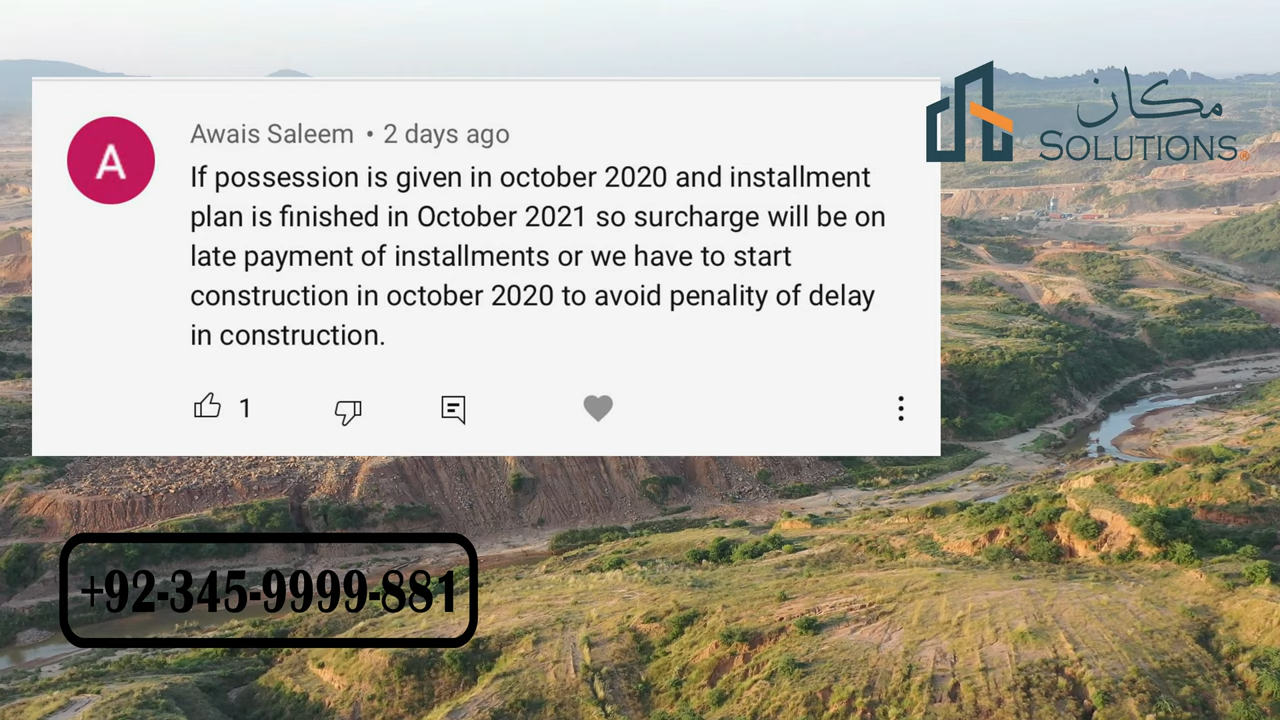 A
Awais Saleem • 2 days ago
If possession is given in october 2020 and installment
plan is finished in October 2021 so surcharge will be on
late payment of installments or we have to start
construction in october 2020 to avoid penality of delay
in construction.
1
مكان
SOLUTIONS
+92-345-9999-881